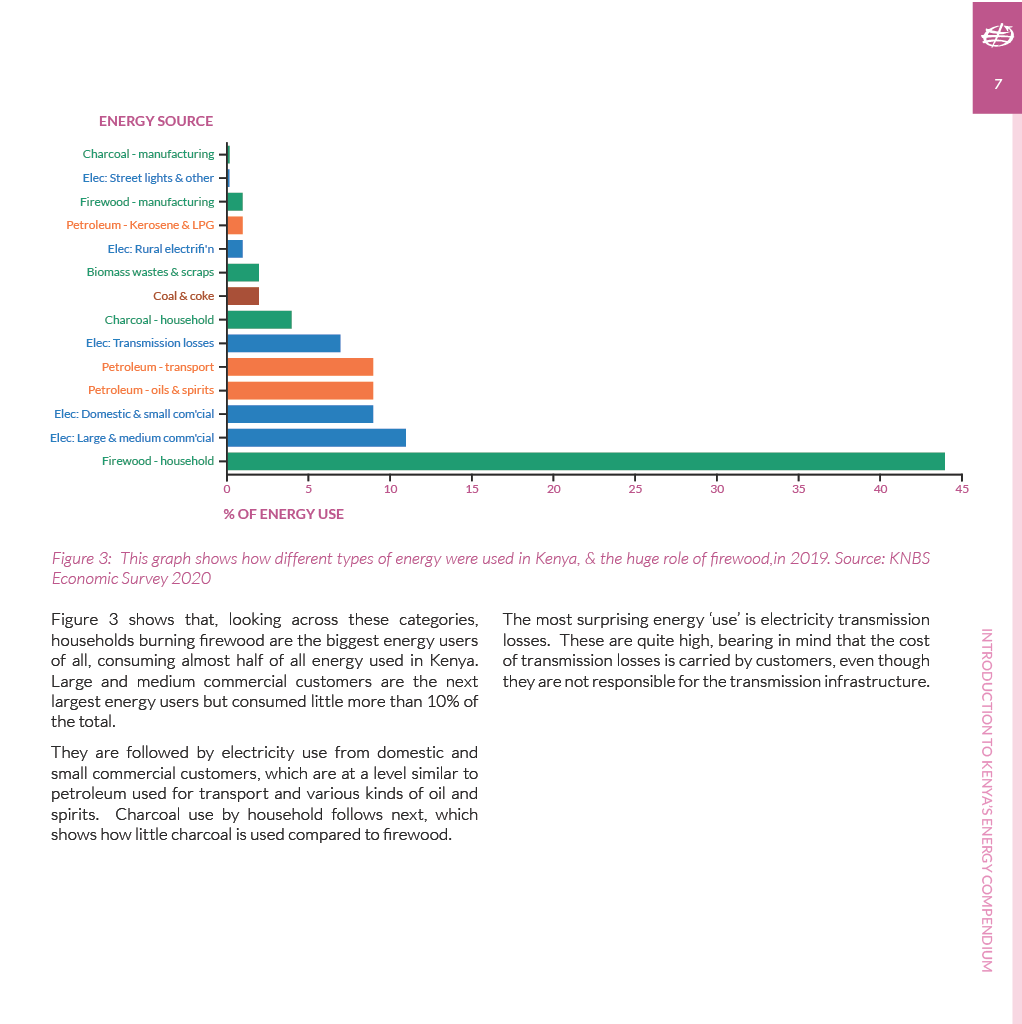 7
ENERGY SOURCE
Charcoal - manufacturing
Elec: Street lights & other
Firewood - manufacturing
Petroleum - Kerosene & LPG
Elec: Rural electrifi'n
Biomass wastes & scraps
Coal & coke
Charcoal - household
Elec: Transmission losses
Petroleum - transport
Petroleum - oils & spirits
Elec: Domestic & small com'cial
Elec: Large & medium comm'cial
Firewood - household
0 5 10 15 20 25 30 35 40 45
% OF ENERGY USE
Figure 3:  This graph shows how different types of energy were used in Kenya, & the huge role of firewood,in 2019. Source: KNBS
Economic Survey 2020
Figure 3 shows that, looking across these categories,
households burning firewood are the biggest energy users
of all, consuming almost half of all energy used in Kenya.
Large and medium commercial customers are the next
largest energy users but consumed little more than 10% of
the total.
They are followed by electricity use from domestic and
small commercial customers, which are at a level similar to
petroleum used for transport and various kinds of oil and
spirits.  Charcoal use by household follows next, which
shows how little charcoal is used compared to firewood.
The most surprising energy ‘use’ is electricity transmission
losses.  These are quite high, bearing in mind that the cost
of transmission losses is carried by customers, even though
they are not responsible for the transmission infrastructure.
INTRODUCTION TO KENYA'S ENERGY COMPENDIUM